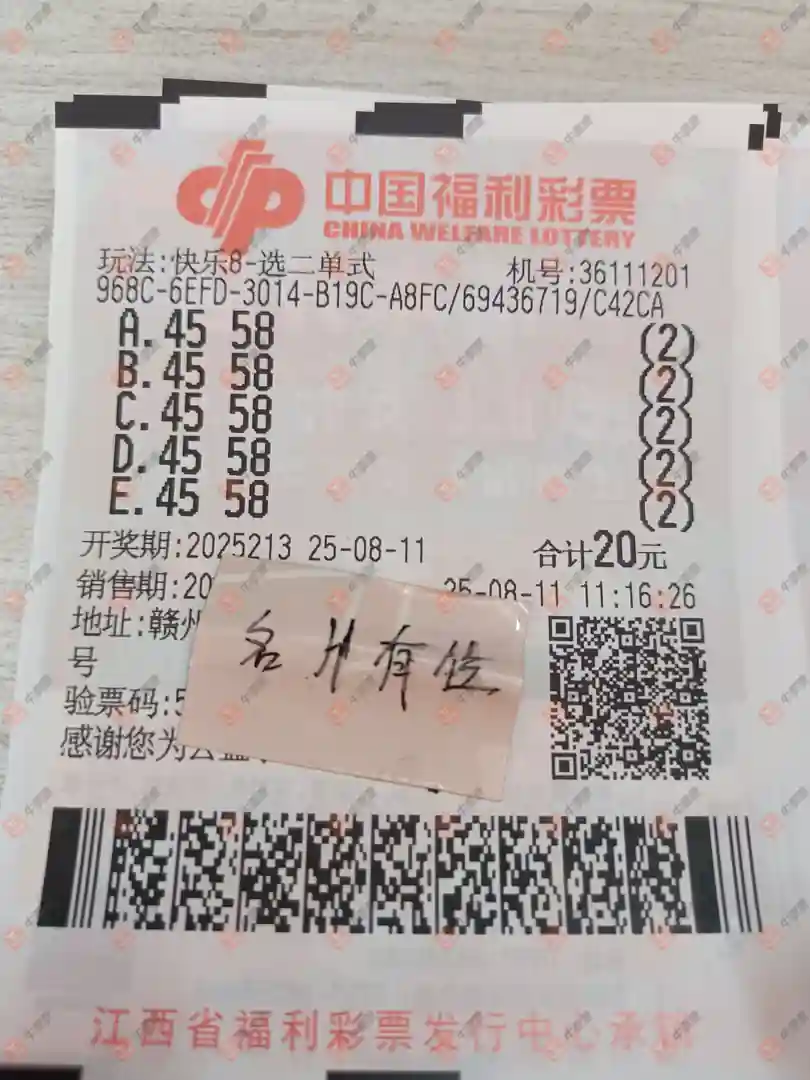 中国福利彩票
CHINA WELFARE LOTTERY
玩法:快乐8-选二单式 机号:36111201
968C-6EFD-3014-B19C-A8FC/69436719/C42CA
A.45 58 (2)
B.45 58 (2)
C.45 58 (2)
D.45 58 (2)
E.45 58 (2)
开奖期:2025213 25-08-11 合计20元
销售期:20 25-08-11 11:16:26
地址:赣州
号
验票码:5
感谢您为公益
名片有位
江西省福利彩票发行中心承